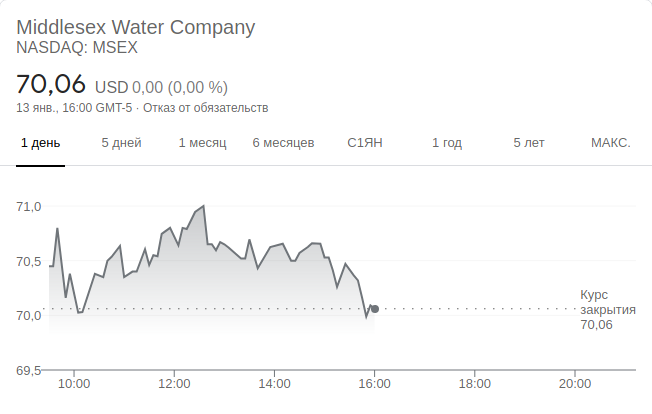 Middlesex Water Company
NASDAQ: MSEX
70,06 USD 0,00 (0,00 %)
13 янв., 16:00 GMT-5 · Отказ от обязательств
1 день 5 дней 1 месяц 6 месяцев С1ЯН 1 год 5 лет МАКС.
71,0
70,5
70,0
69,5
Курс
закрытия
70,06
10:00 12:00 14:00 16:00 18:00 20:00